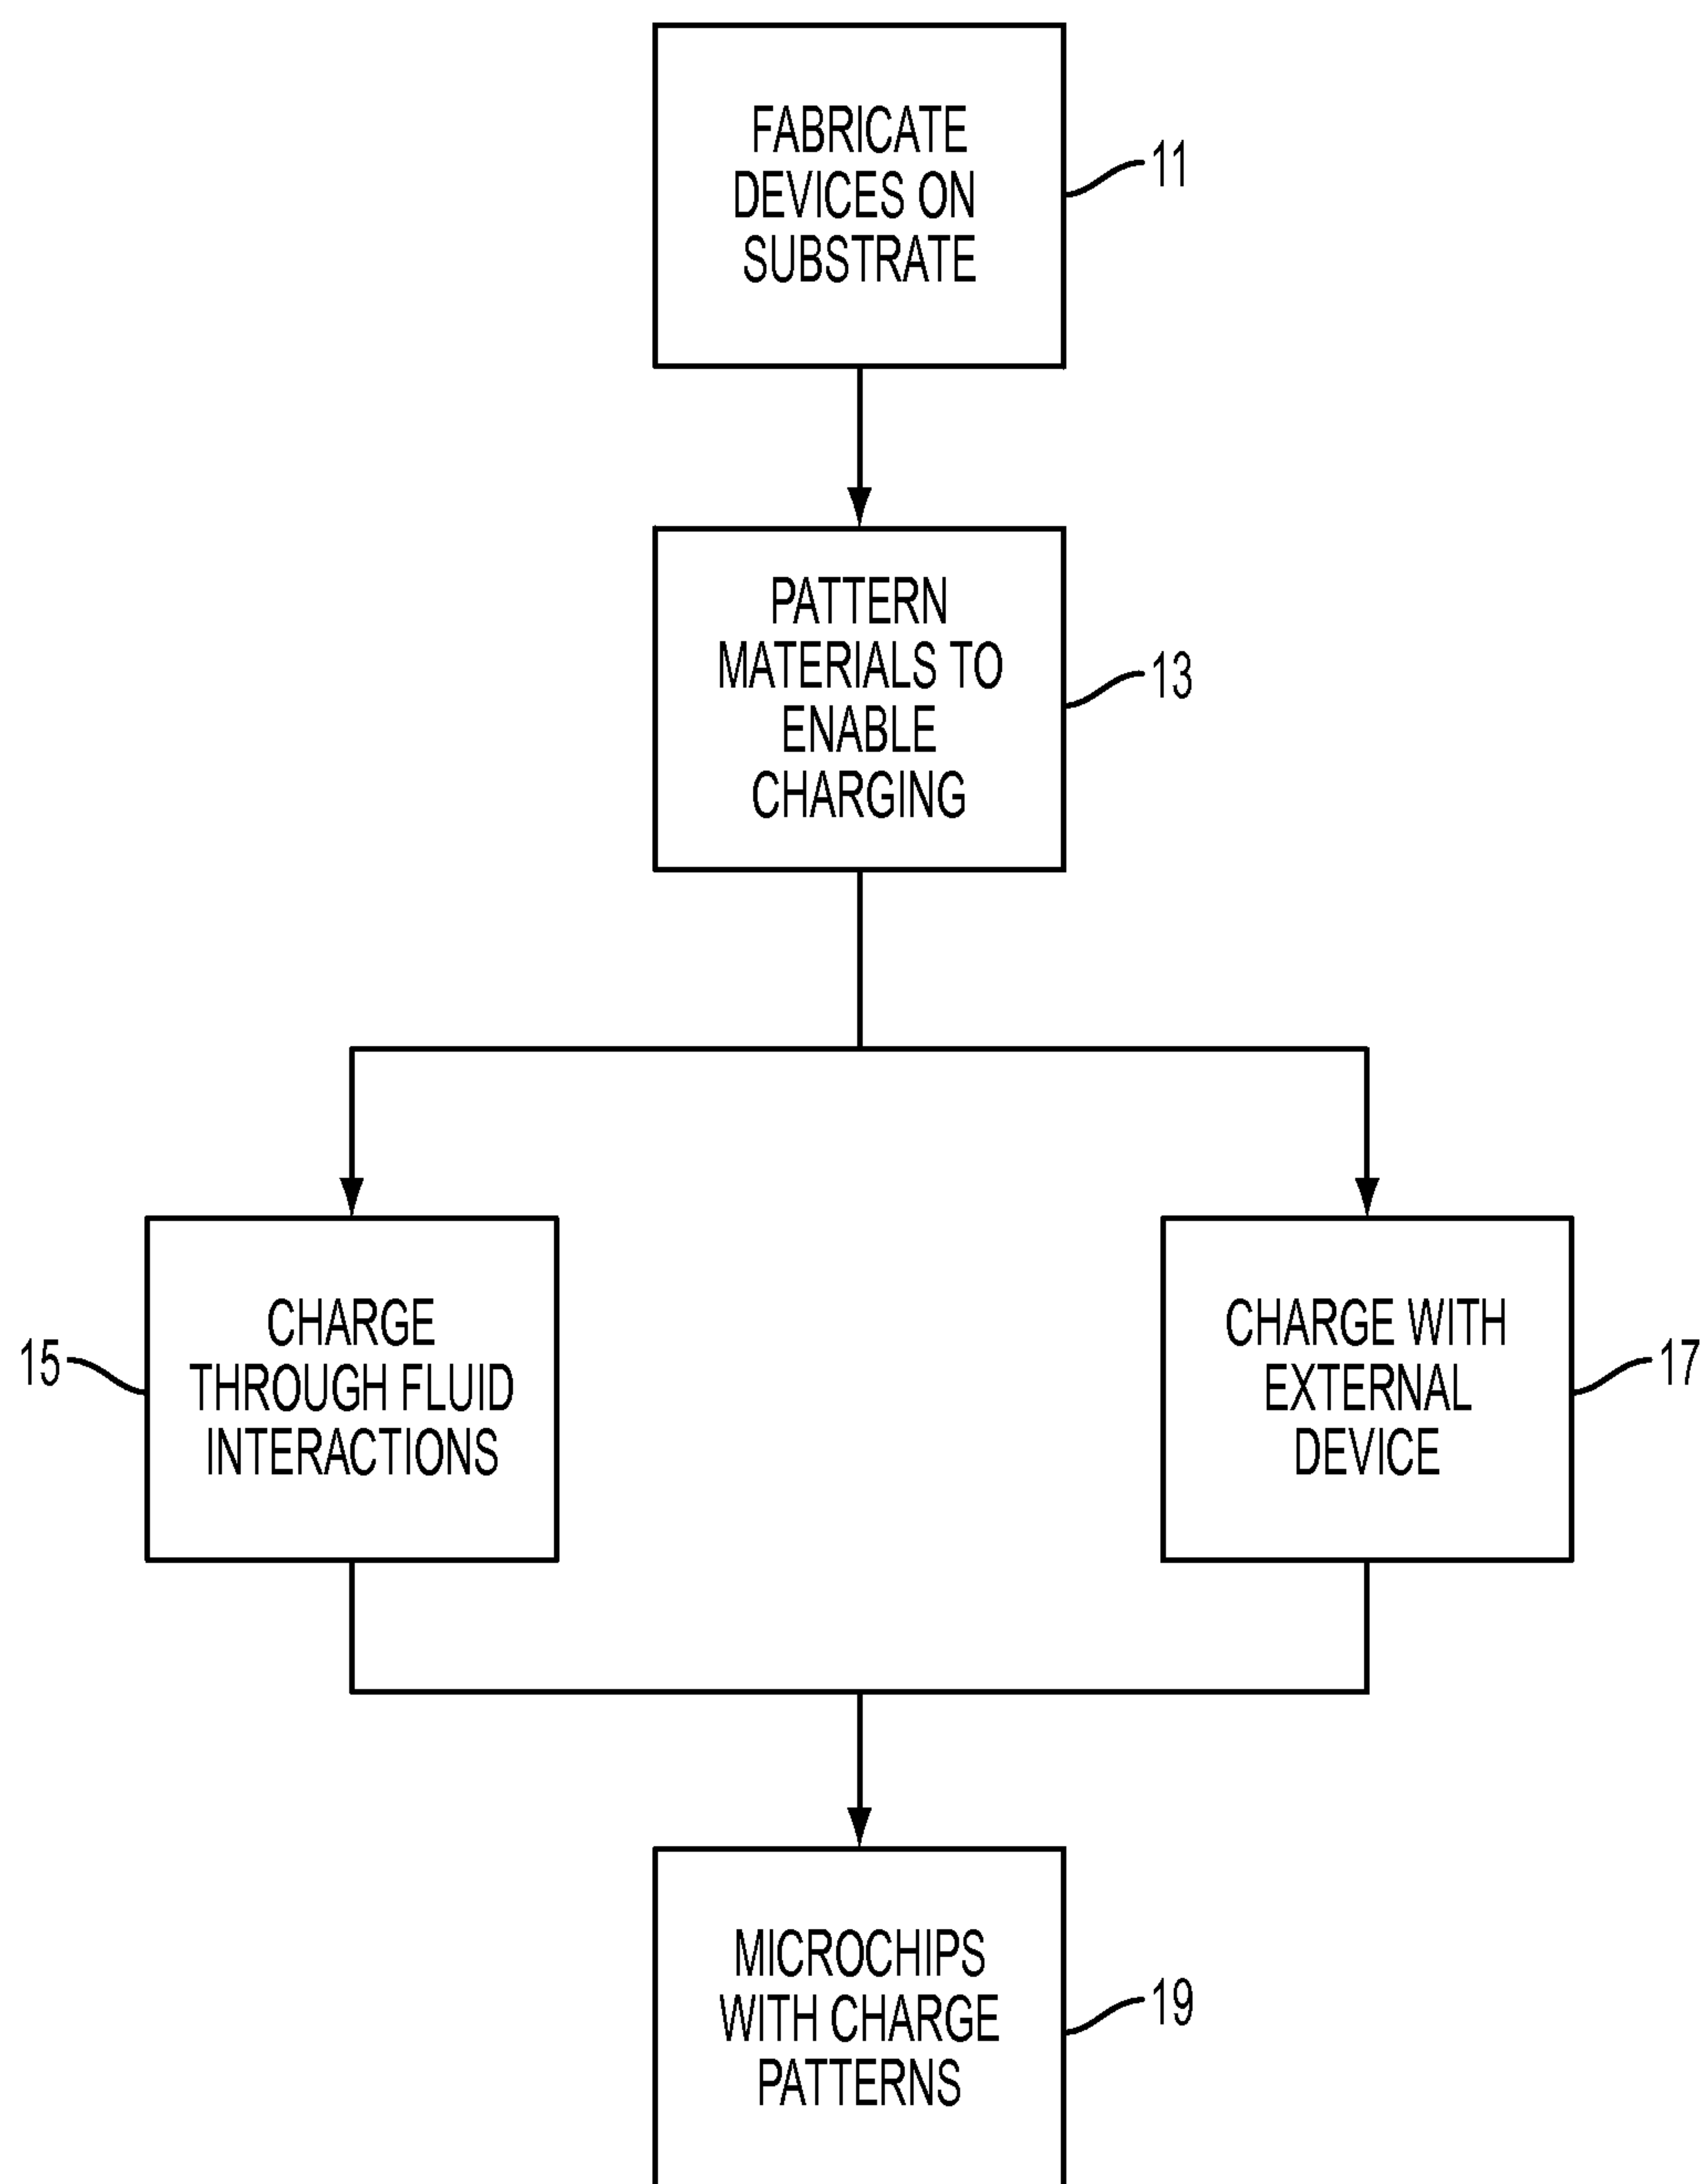 FABRICATE
DEVICES ON
SUBSTRATE
11
PATTERN
MATERIALS TO
ENABLE
CHARGING
13
15
CHARGE
THROUGH FLUID
INTERACTIONS
CHARGE WITH
EXTERNAL
DEVICE
17
MICROCHIPS
WITH CHARGE
PATTERNS
19